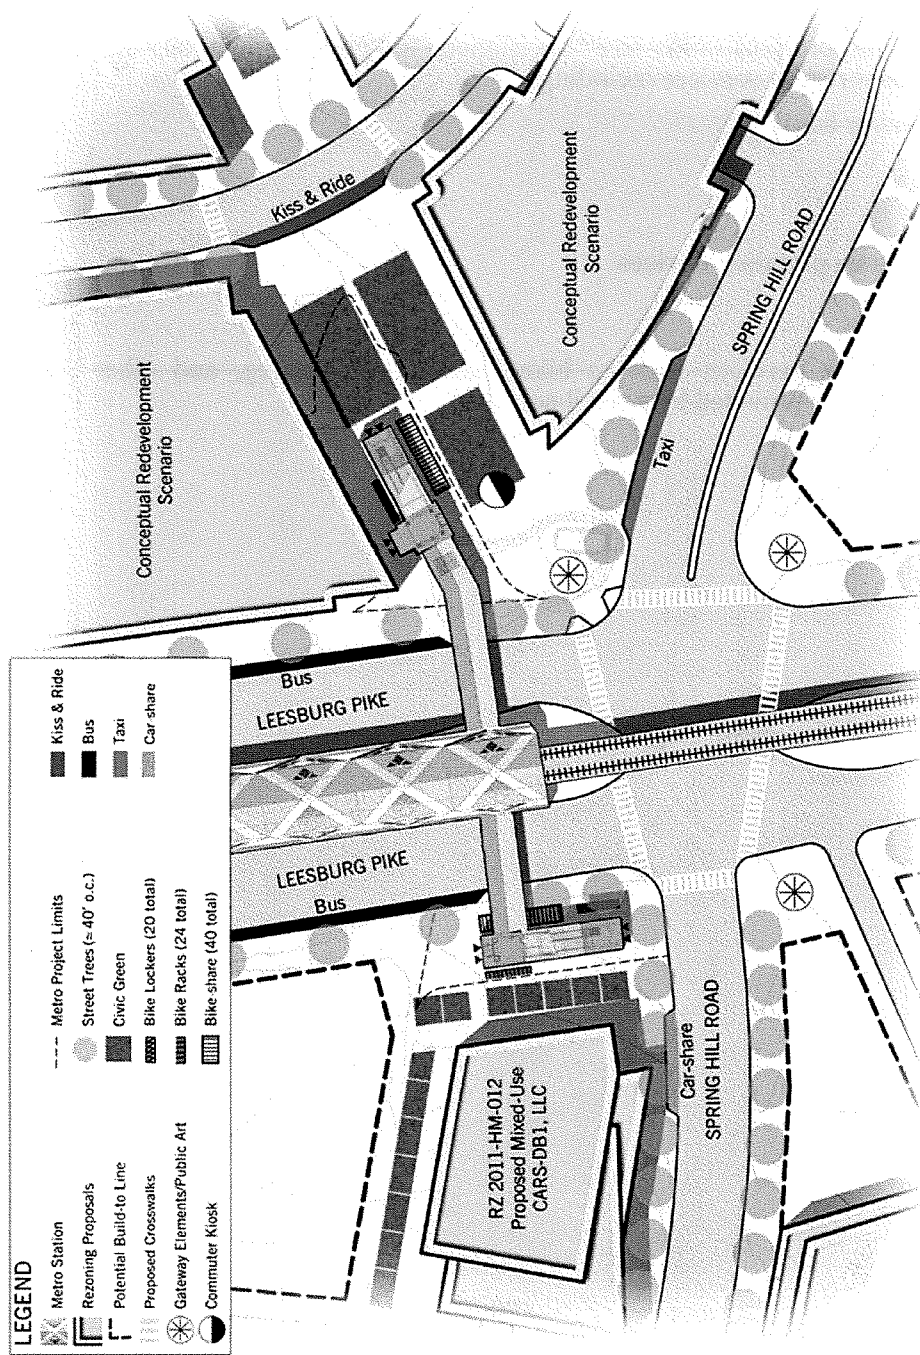 LEGEND
Metro Station
Rezoning Proposals
Potential Build-to Line
Proposed Crosswalks
Gateway Elements/Public Art
Commuter Kiosk
Metro Project Limits
Street Trees (≈ 40' o.c.)
Civic Green
Bike Lockers (20 total)
Bike Racks (24 total)
Bike-share (40 total)
Kiss & Ride
Bus
Taxi
Car-share
Conceptual Redevelopment
Scenario
Kiss & Ride
Conceptual Redevelopment
Scenario
Bus
LEESBURG PIKE
Taxi
SPRING HILL ROAD
LEESBURG PIKE
Bus
RZ 2011-HM-012
Proposed Mixed-Use
CARS-DB1, LLC
Car-share
SPRING HILL ROAD